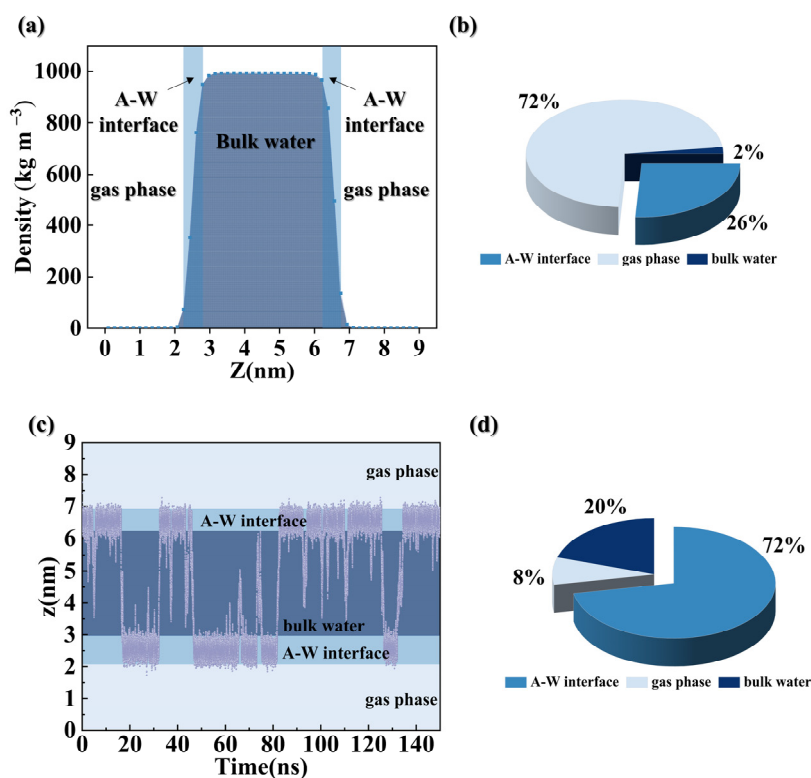 (a)
Density (kg m⁻³)
1000
800
600
400
200
0
A-W
interface
A-W
interface
Bulk water
gas phase
gas phase
0 1 2 3 4 5 6 7 8 9
Z(nm)
(b)
72%
2%
26%
A-W interface gas phase bulk water
(c)
z(nm)
9
8
7
6
5
4
3
2
1
0
gas phase
A-W interface
bulk water
A-W interface
gas phase
0 20 40 60 80 100 120 140
Time(ns)
(d)
20%
72%
8%
A-W interface gas phase bulk water